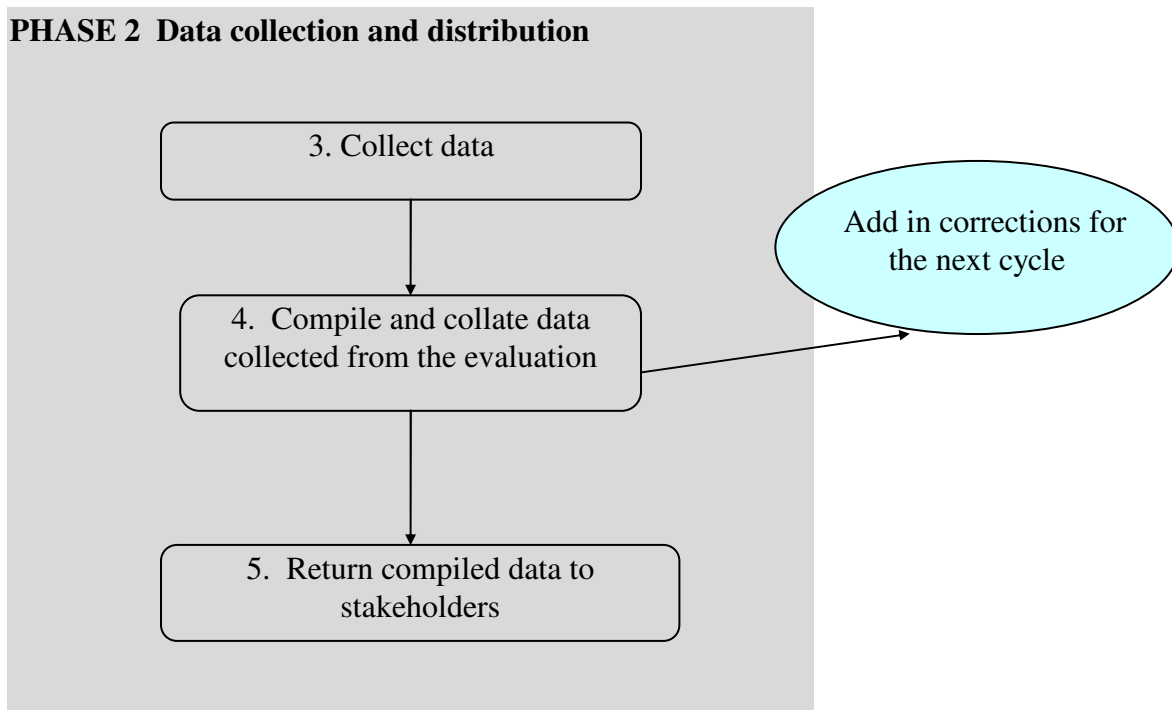 PHASE 2 Data collection and distribution
3. Collect data
Add in corrections for
the next cycle
4. Compile and collate data
collected from the evaluation
5. Return compiled data to
stakeholders